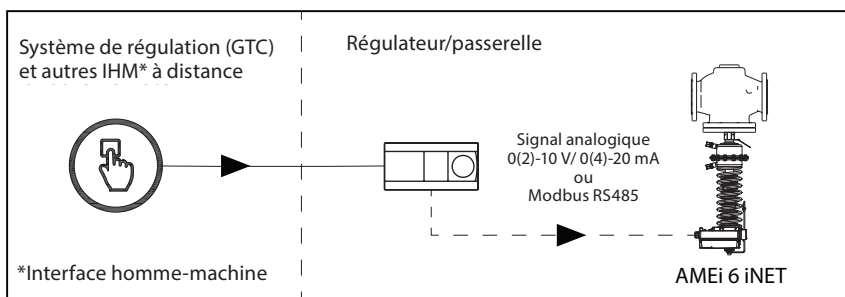 Système de régulation (GTC)
et autres IHM* à distance
Régulateur/passerelle
Signal analogique
0(2)-10 V/ 0(4)-20 mA
ou
Modbus RS485
*Interface homme-machine
AMEi 6 iNET